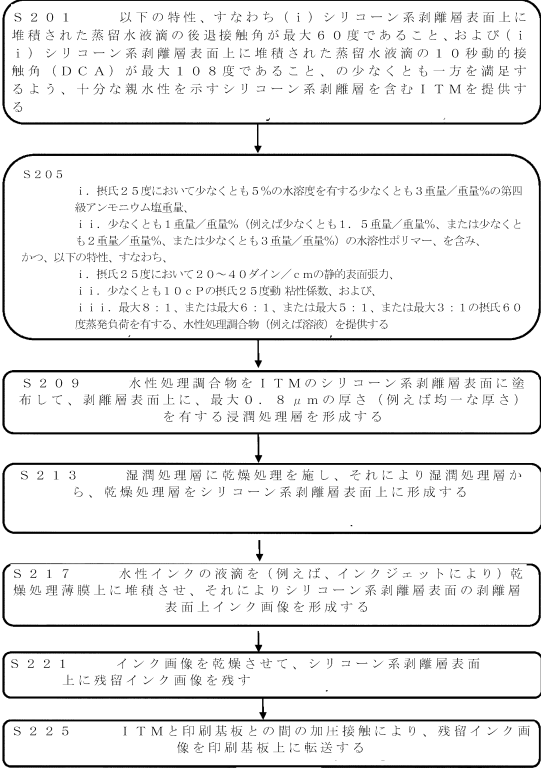 Ｓ２０１　以下の特性、すなわち（ｉ）シリコーン系剥離層表面上に
堆積された蒸留水液滴の後退接触角が最大６０度であること、および（ｉ
ｉ）シリコーン系剥離層表面上に堆積された蒸留水液滴の１０秒動的接
触角（ＤＣＡ）が最大１０８度であること、の少なくとも一方を満足す
るよう、十分な親水性を示すシリコーン系剥離層を含むＩＴＭを提供す
る
Ｓ２０５
ｉ．摂氏２５度において少なくとも５％の水溶度を有する少なくとも３重量／重量％の第四
級アンモニウム塩重量、
ｉｉ．少なくとも１重量／重量％（例えば少なくとも１．５重量／重量％、または少なくと
も２重量／重量％、または少なくとも３重量／重量％）の水溶性ポリマー、を含み、
かつ、以下の特性、すなわち、
ｉ．摂氏２５度において２０～４０ダイン／ｃｍの静的表面張力、
ｉｉ．少なくとも１０ｃＰの摂氏２５度動 粘性係数、および、
ｉｉｉ．最大８：１、または最大６：１、または最大５：１、または最大３：１の摂氏６０
度蒸発負荷を有する、水性処理調合物（例えば溶液）を提供する
Ｓ２０９　水性処理調合物をＩＴＭのシリコーン系剥離層表面に塗
布して、剥離層表面上に、最大０．８μｍの厚さ（例えば均一な厚さ）
を有する浸潤処理層を形成する
Ｓ２１３　湿潤処理層に乾燥処理を施し、それにより湿潤処理層か
ら、乾燥処理層をシリコーン系剥離層表面上に形成する
Ｓ２１７　水性インクの液滴を（例えば、インクジェットにより）乾
燥処理薄膜上に堆積させ、それによりシリコーン系剥離層表面の剥離層
表面上インク画像を形成する
Ｓ２２１　インク画像を乾燥させて、シリコーン系剥離層表面
上に残留インク画像を残す
Ｓ２２５　ＩＴＭと印刷基板との間の加圧接触により、残留インク画
像を印刷基板上に転送する